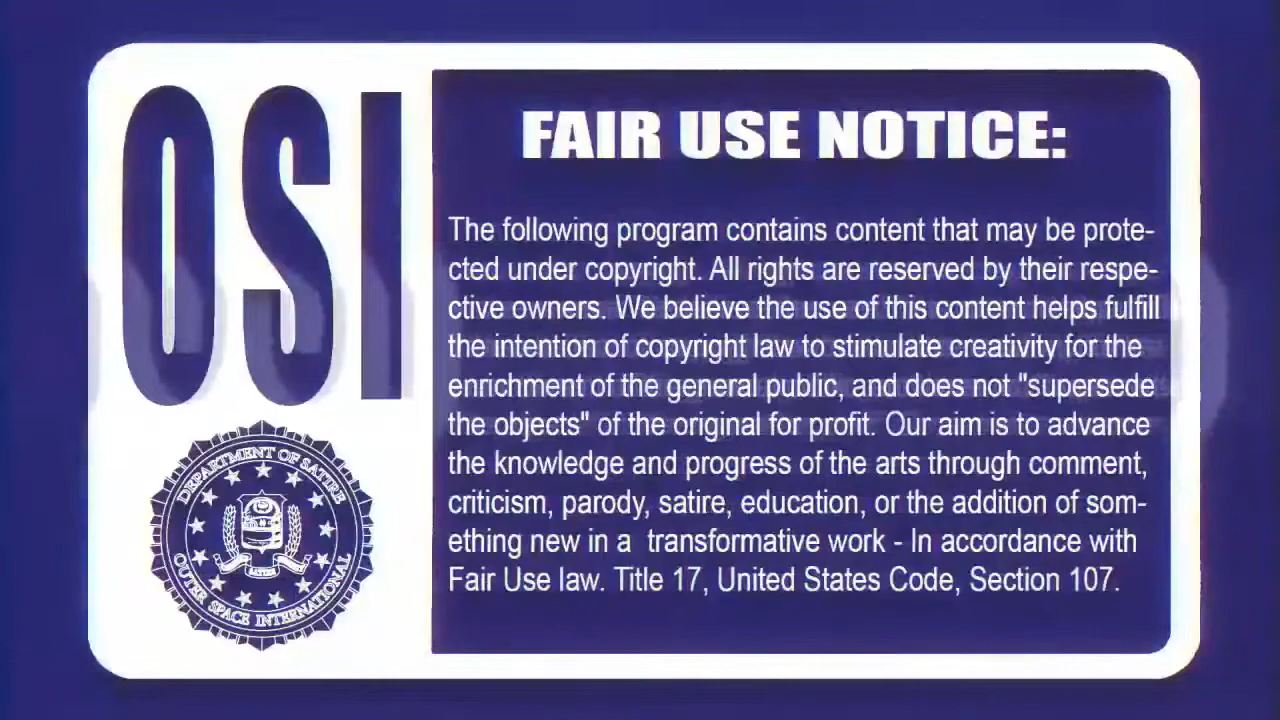 OSI
DEPARTMENT OF SATIRE
OUTER SPACE INTERNATIONAL
FAIR USE NOTICE:
The following program contains content that may be prote-
cted under copyright. All rights are reserved by their respe-
ctive owners. We believe the use of this content helps fulfill
the intention of copyright law to stimulate creativity for the
enrichment of the general public, and does not "supersede
the objects" of the original for profit. Our aim is to advance
the knowledge and progress of the arts through comment,
criticism, parody, satire, education, or the addition of som-
ething new in a  transformative work - In accordance with
Fair Use law. Title 17, United States Code, Section 107.